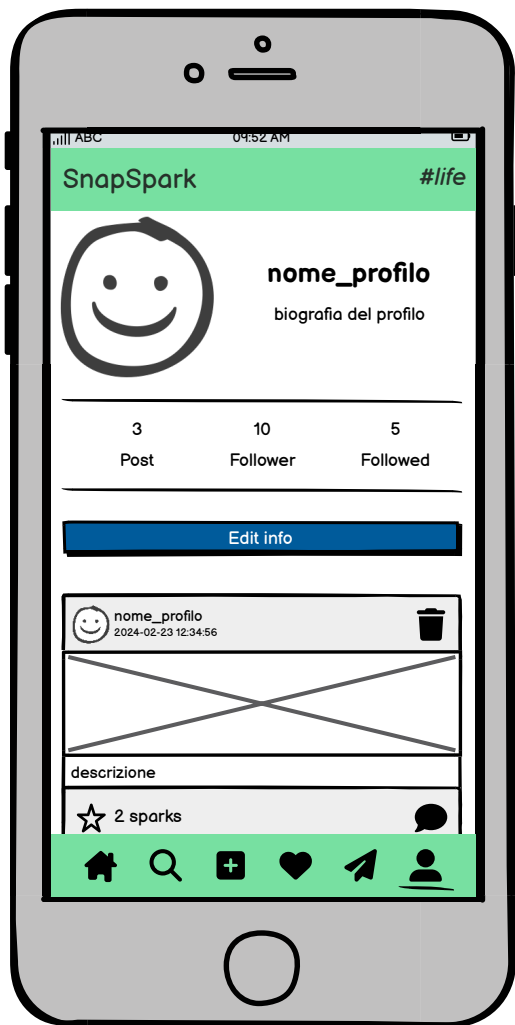 ABC 09:52 AM
SnapSpark #life
nome_profilo
biografia del profilo
3 10 5
Post Follower Followed
Edit info
nome_profilo
2024-02-23 12:34:56
descrizione
2 sparks